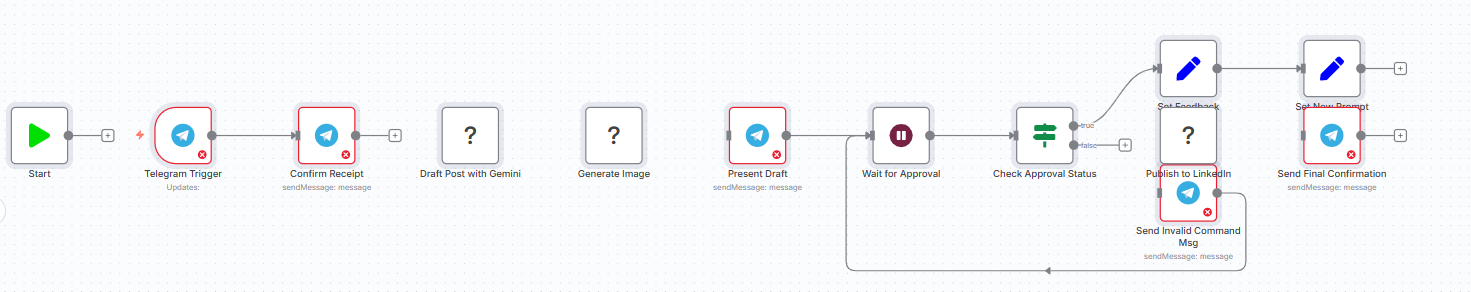 Set Feedback
Set New Prompt
true
false
?
?
?
Start
Telegram Trigger
Updates:
Confirm Receipt
sendMessage: message
Draft Post with Gemini
Generate Image
Present Draft
sendMessage: message
Wait for Approval
Check Approval Status
Publish to LinkedIn
Send Final Confirmation
sendMessage: message
Send Invalid Command
Msg
sendMessage: message